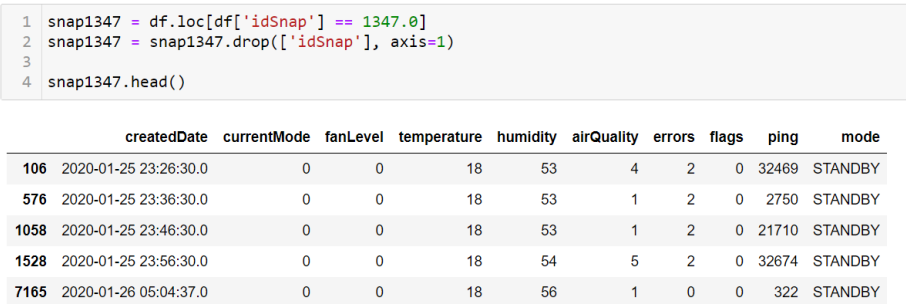 1 snap1347 = df.loc[df['idSnap'] == 1347.0]
2 snap1347 = snap1347.drop(['idSnap'], axis=1)
3
4 snap1347.head()
createdDate currentMode fanLevel temperature humidity airQuality errors flags ping mode
106 2020-01-25 23:26:30.0 0 0 18 53 4 2 0 32469 STANDBY
576 2020-01-25 23:36:30.0 0 0 18 53 1 2 0 2750 STANDBY
1058 2020-01-25 23:46:30.0 0 0 18 53 1 2 0 21710 STANDBY
1528 2020-01-25 23:56:30.0 0 0 18 54 5 2 0 32674 STANDBY
7165 2020-01-26 05:04:37.0 0 0 18 56 1 0 0 322 STANDBY